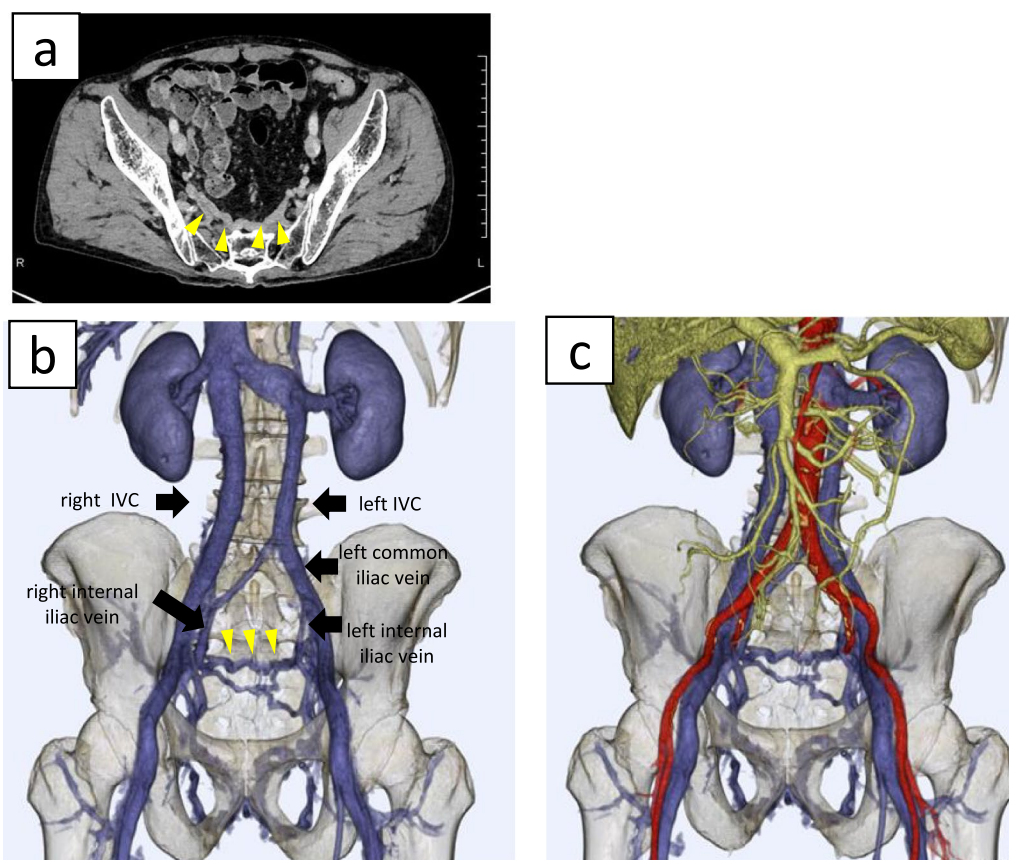 a
R
L
b
c
right IVC
left IVC
left common
iliac vein
right internal
iliac vein
left internal
iliac vein